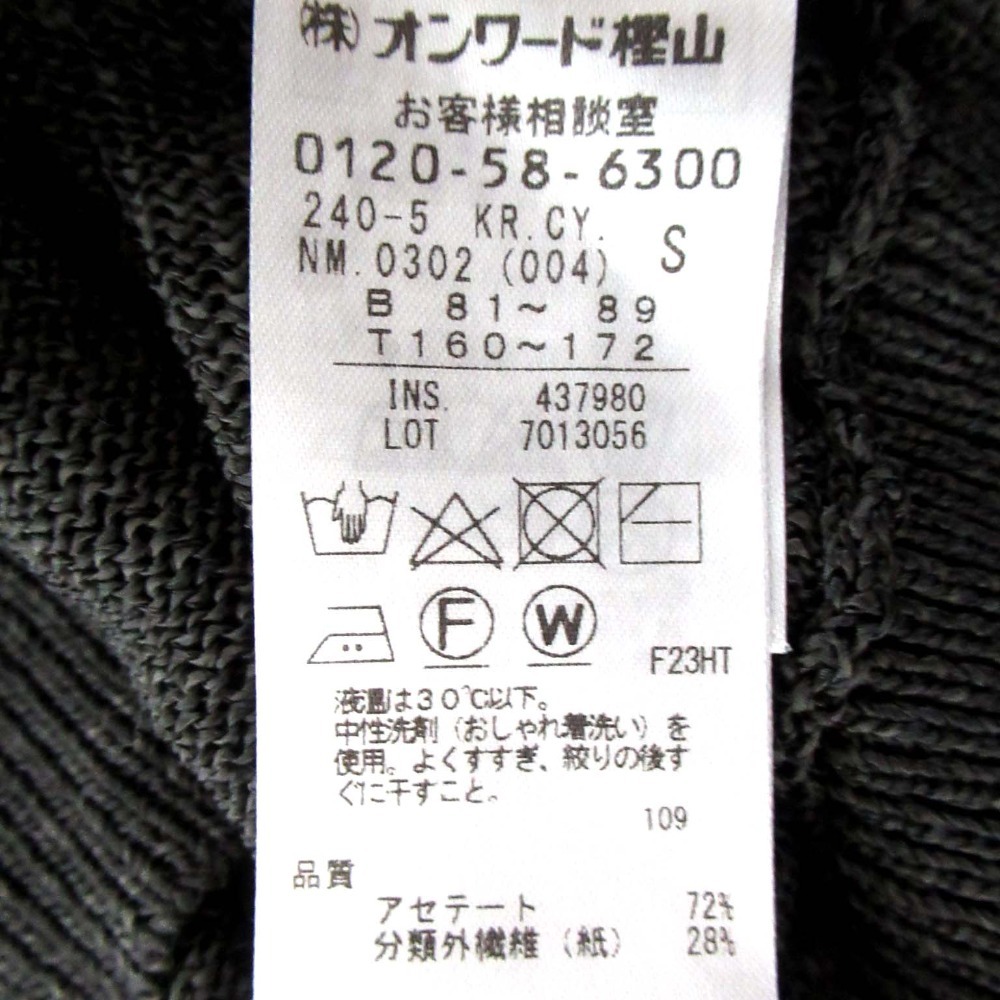 (株)オンワード樫山
お客様相談室
0120-58-6300
240-5 KR.CY. S
NM.0302 (004)
B 81~ 89
T160~172
INS. 437980
LOT 7013056
F W
F23HT
液温は30℃以下。
中性洗剤(おしゃれ着洗い)を
使用。よくすすぎ、絞りの後す
ぐに干すこと。
109
品質
アセテート 72%
分類外繊維(紙) 28%